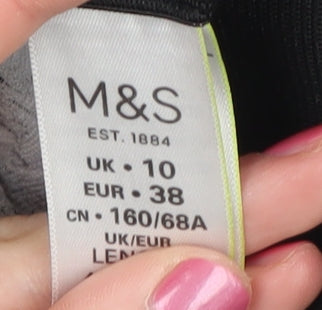 M&S
EST. 1884
UK • 10
EUR • 38
CN • 160/68A
UK/EUR